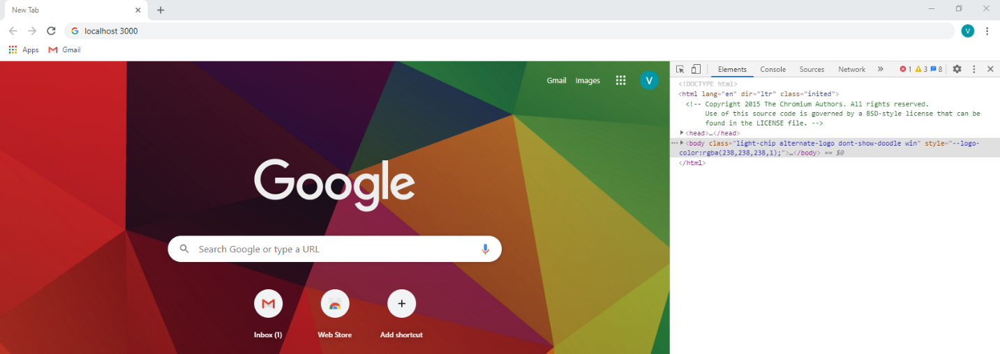 New Tab
localhost 3000
Apps Gmail
Gmail Images V
V
Google
Search Google or type a URL
Inbox (1) Web Store Add shortcut
Elements Console Sources Network » 1 3 8
<!DOCTYPE html>
<html lang="en" dir="ltr" class="inited">
<!-- Copyright 2015 The Chromium Authors. All rights reserved.
Use of this source code is governed by a BSD-style license that can be
found in the LICENSE file. -->
<head>…</head>
<body class="light-chip alternate-logo dont-show-doodle win" style="--logo-
color:rgba(238,238,238,1);">…</body> == $0
</html>